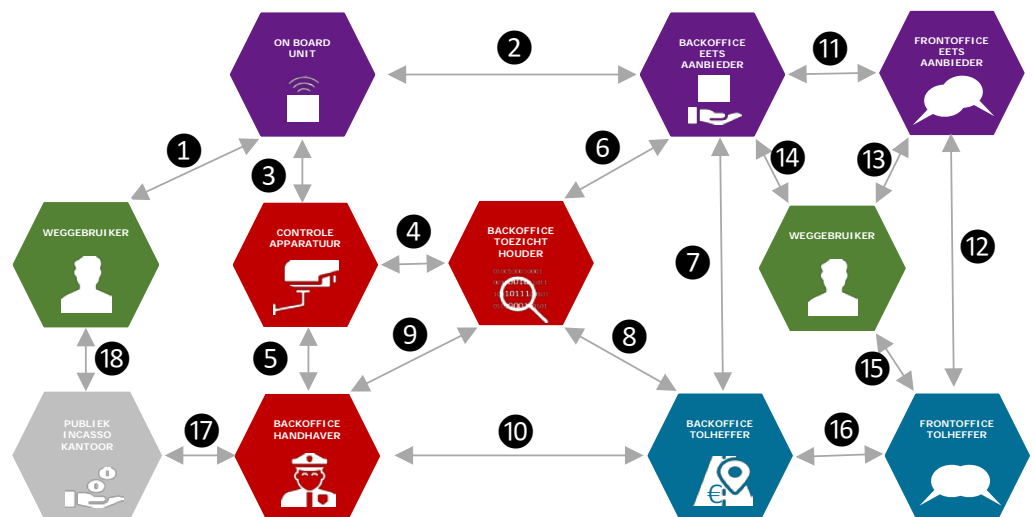 ON BOARD
UNIT
2
BACKOFFICE
EETS
AANBIEDER
11
FRONTOFFICE
EETS
AANBIEDER
1
3
6
14
13
WEGGEBRUIKER
CONTROLE
APPARATUUR
4
BACKOFFICE
TOEZICHT
HOUDER
7
WEGGEBRUIKER
12
18
5
9
8
15
PUBLIEK
INCASSO
KANTOOR
17
BACKOFFICE
HANDHAVER
10
BACKOFFICE
TOLHEFFER
€
16
FRONTOFFICE
TOLHEFFER